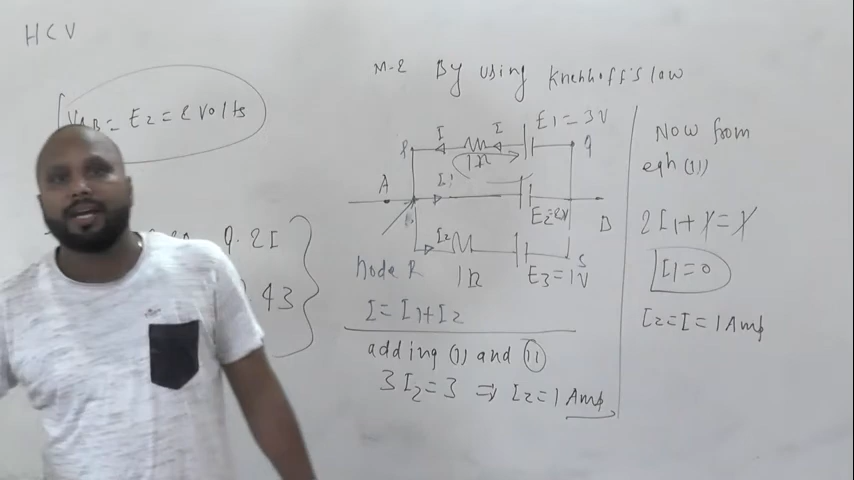 HCV
VAB = E2 = 2 Volts
Q. 2I
43
M-2 By using Kirchhoff's law
E1 = 3V
I
I
1Ω
P
q
A
I1
E2=2V
B
I2
1Ω
E3=1V
S
Node R
I = I1+I2
adding (i) and (ii)
3I2=3 ⇒ I2=1 Amp
Now from
eqn (i)
2I1+1=1
I1=0
I2=I=1 Amp